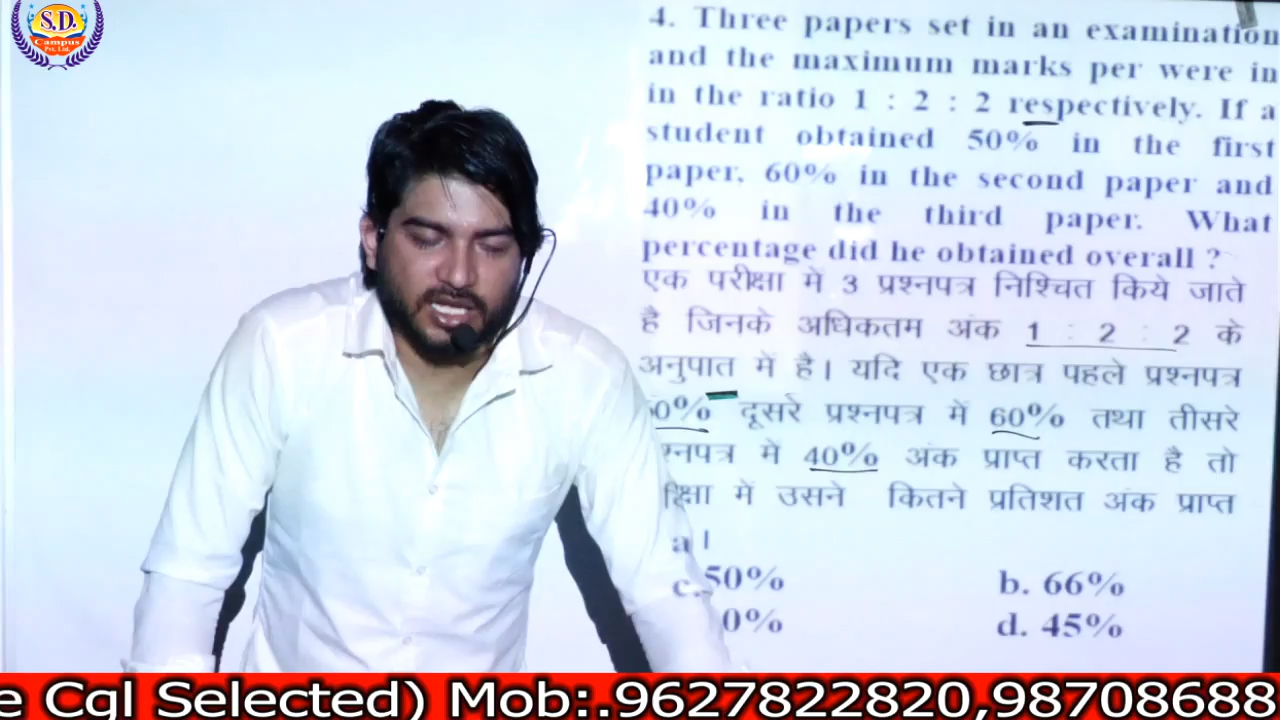 S.D.
Campus
Pvt. Ltd.
4. Three papers set in an examination
and the maximum marks per were in
in the ratio 1 : 2 : 2 respectively. If a
student obtained 50% in the first
paper, 60% in the second paper and
40% in the third paper. What
percentage did he obtained overall ?
एक परीक्षा में 3 प्रश्नपत्र निश्चित किये जाते
है जिनके अधिकतम अंक 1 : 2 : 2 के
अनुपात में है। यदि एक छात्र पहले प्रश्नपत्र
0% दूसरे प्रश्नपत्र में 60% तथा तीसरे
में 40% अंक प्राप्त करता है तो
में उसने कितने प्रतिशत अंक प्राप्त
a ।
c. 50% b. 66%
0% d. 45%
e Cgl Selected) Mob:.9627822820,98708688